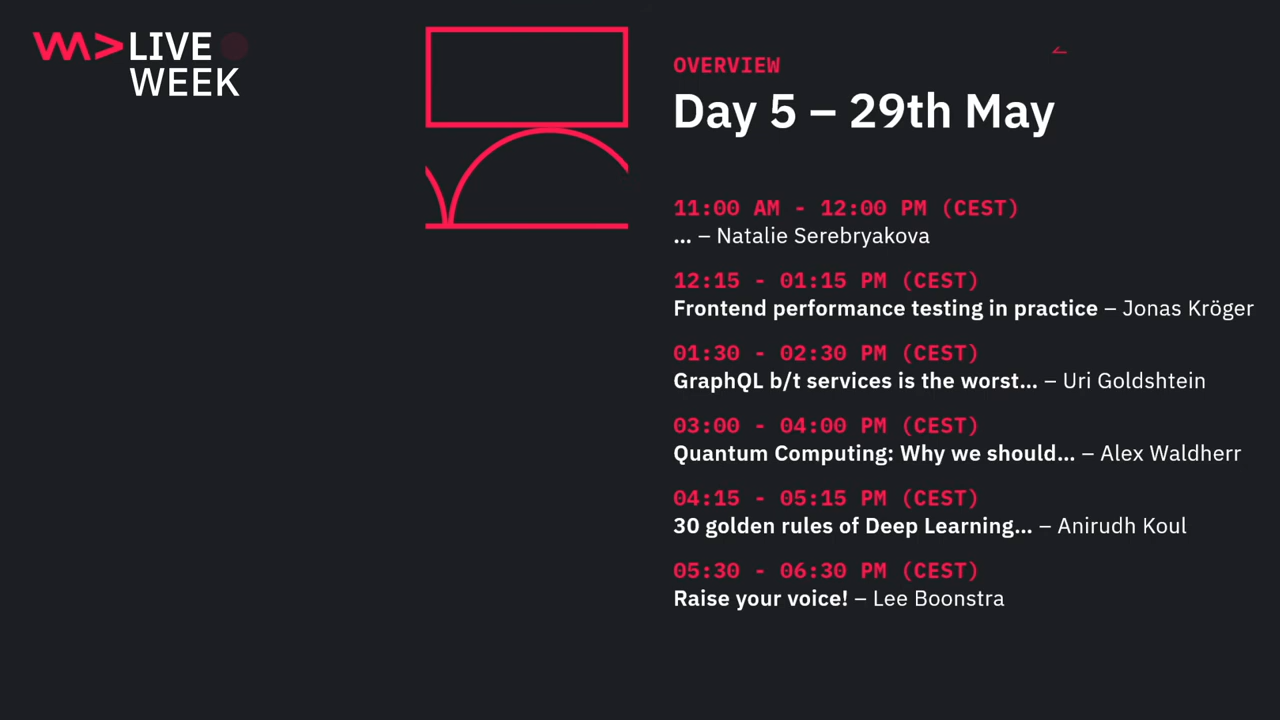 LIVE
WEEK
OVERVIEW
Day 5 – 29th May
11:00 AM - 12:00 PM (CEST)
... – Natalie Serebryakova
12:15 - 01:15 PM (CEST)
Frontend performance testing in practice – Jonas Kröger
01:30 - 02:30 PM (CEST)
GraphQL b/t services is the worst... – Uri Goldshtein
03:00 - 04:00 PM (CEST)
Quantum Computing: Why we should... – Alex Waldherr
04:15 - 05:15 PM (CEST)
30 golden rules of Deep Learning... – Anirudh Koul
05:30 - 06:30 PM (CEST)
Raise your voice! – Lee Boonstra